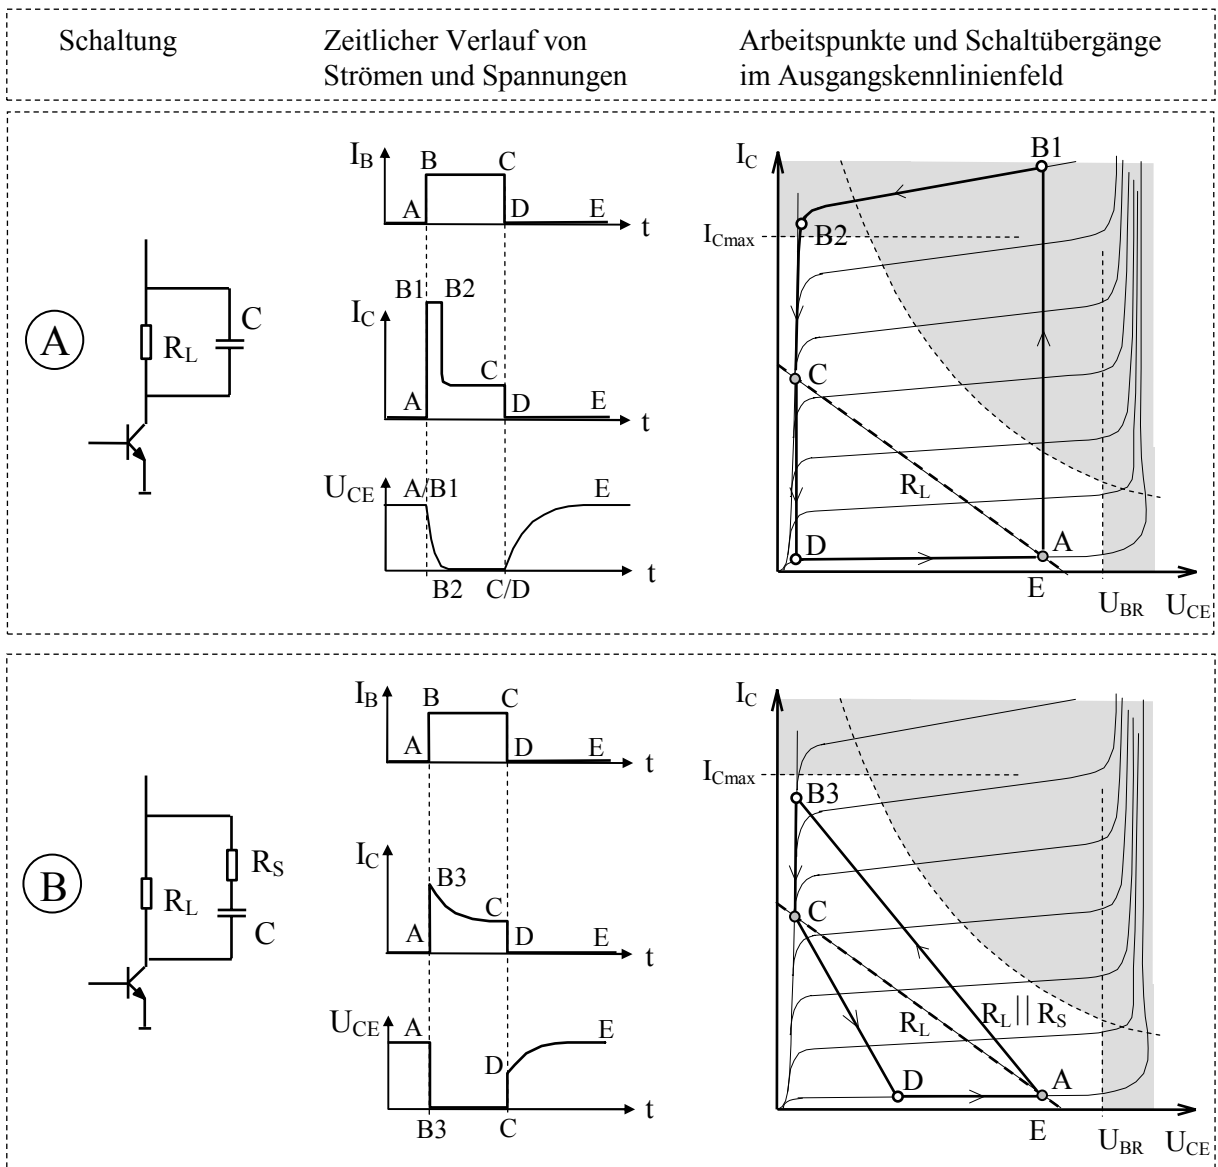 Schaltung
Zeitlicher Verlauf von
Strömen und Spannungen
Arbeitspunkte und Schaltübergänge
im Ausgangskennlinienfeld
A
R_L
C
I_B
B
C
A
D
E
t
B1
B2
I_C
C
A
D
E
t
U_CE
A/B1
E
B2
C/D
t
I_C
B1
I_Cmax
B2
C
R_L
D
A
E
U_BR
U_CE
B
R_L
R_S
C
I_B
B
C
A
D
E
t
I_C
B3
C
A
D
E
t
U_CE
A
E
D
B3
C
t
I_C
I_Cmax
B3
C
R_L
R_L || R_S
D
A
E
U_BR
U_CE